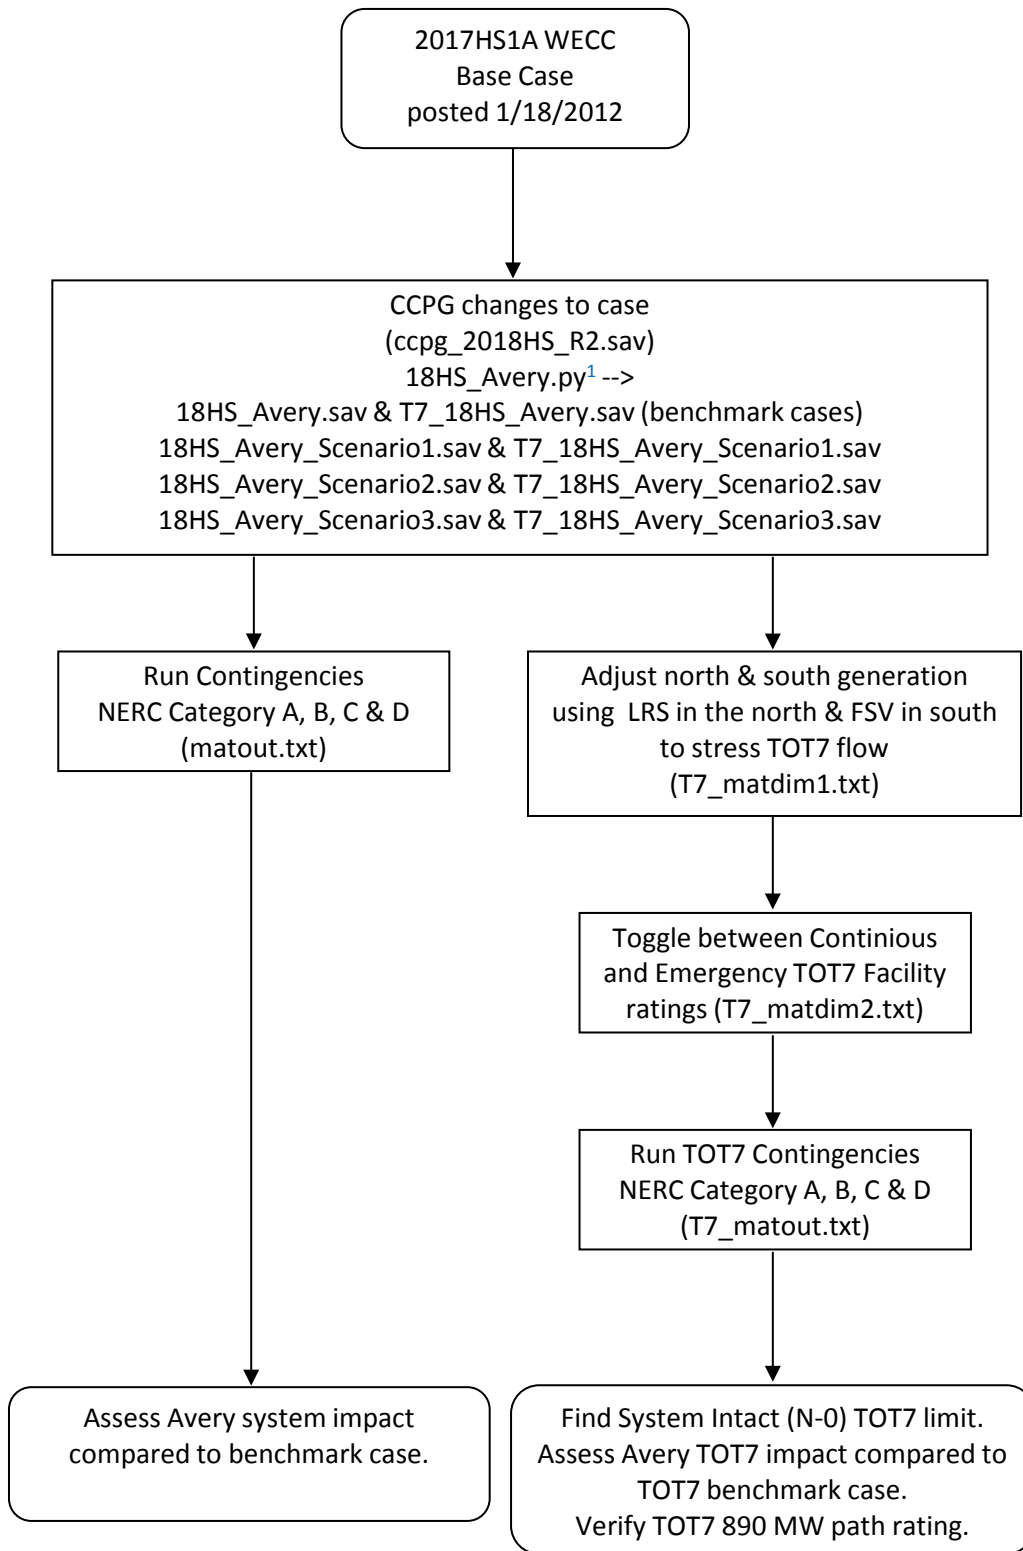 2017HS1A WECC
Base Case
posted 1/18/2012
CCPG changes to case
(ccpg_2018HS_R2.sav)
18HS_Avery.py1 -->
18HS_Avery.sav & T7_18HS_Avery.sav (benchmark cases)
18HS_Avery_Scenario1.sav & T7_18HS_Avery_Scenario1.sav
18HS_Avery_Scenario2.sav & T7_18HS_Avery_Scenario2.sav
18HS_Avery_Scenario3.sav & T7_18HS_Avery_Scenario3.sav
Run Contingencies
NERC Category A, B, C & D
(matout.txt)
Adjust north & south generation
using LRS in the north & FSV in south
to stress TOT7 flow
(T7_matdim1.txt)
Toggle between Continious
and Emergency TOT7 Facility
ratings (T7_matdim2.txt)
Run TOT7 Contingencies
NERC Category A, B, C & D
(T7_matout.txt)
Assess Avery system impact
compared to benchmark case.
Find System Intact (N-0) TOT7 limit.
Assess Avery TOT7 impact compared to
TOT7 benchmark case.
Verify TOT7 890 MW path rating.